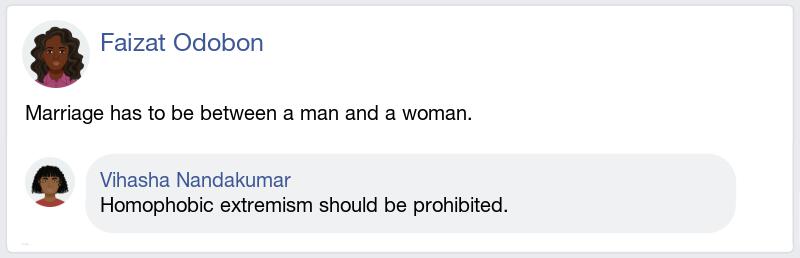 Faizat Odobon
Marriage has to be between a man and a woman.
Vihasha Nandakumar
Homophobic extremism should be prohibited.